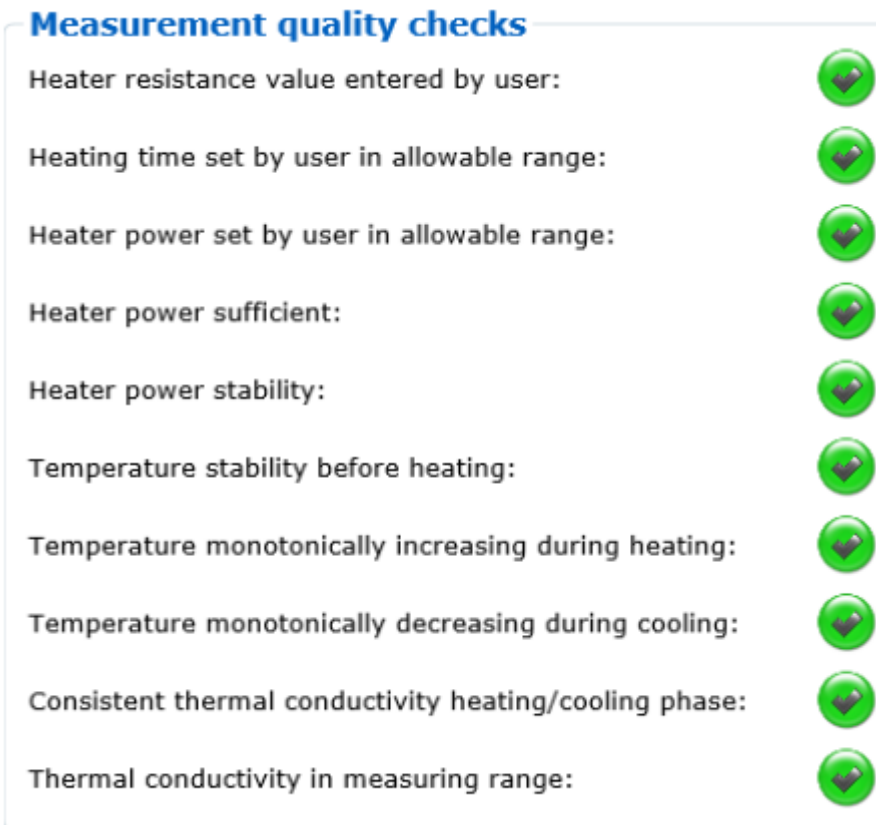 Measurement quality checks
Heater resistance value entered by user:
Heating time set by user in allowable range:
Heater power set by user in allowable range:
Heater power sufficient:
Heater power stability:
Temperature stability before heating:
Temperature monotonically increasing during heating:
Temperature monotonically decreasing during cooling:
Consistent thermal conductivity heating/cooling phase:
Thermal conductivity in measuring range: